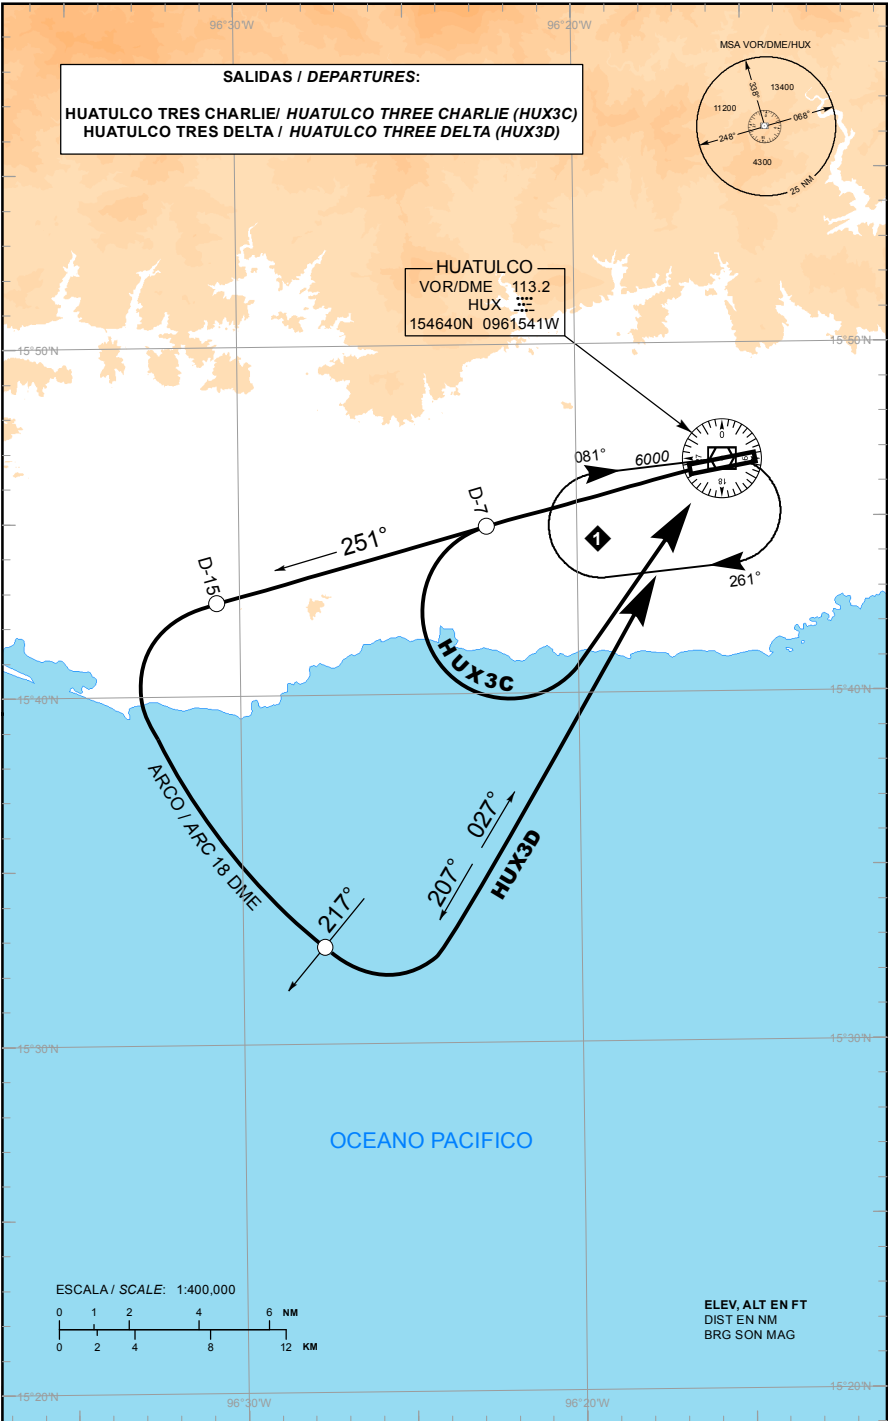 96°30'W
96°20'W
SALIDAS / DEPARTURES:
HUATULCO TRES CHARLIE/ HUATULCO THREE CHARLIE (HUX3C)
HUATULCO TRES DELTA / HUATULCO THREE DELTA (HUX3D)
MSA VOR/DME/HUX
338°
13400
11200
068°
248°
4300
25 NM
HUATULCO
VOR/DME 113.2
HUX
154640N 0961541W
15°50'N
15°50'N
0
18
081°
6000
D-7
251°
1
261°
D-15
HUX3C
15°40'N
15°40'N
ARCO / ARC 18 DME
027°
207°
HUX3D
217°
15°30'N
15°30'N
OCEANO PACIFICO
ESCALA / SCALE: 1:400,000
0 1 2 4 6 NM
0 2 4 8 12 KM
ELEV, ALT EN FT
DIST EN NM
BRG SON MAG
15°20'N
15°20'N
96°30'W
96°20'W